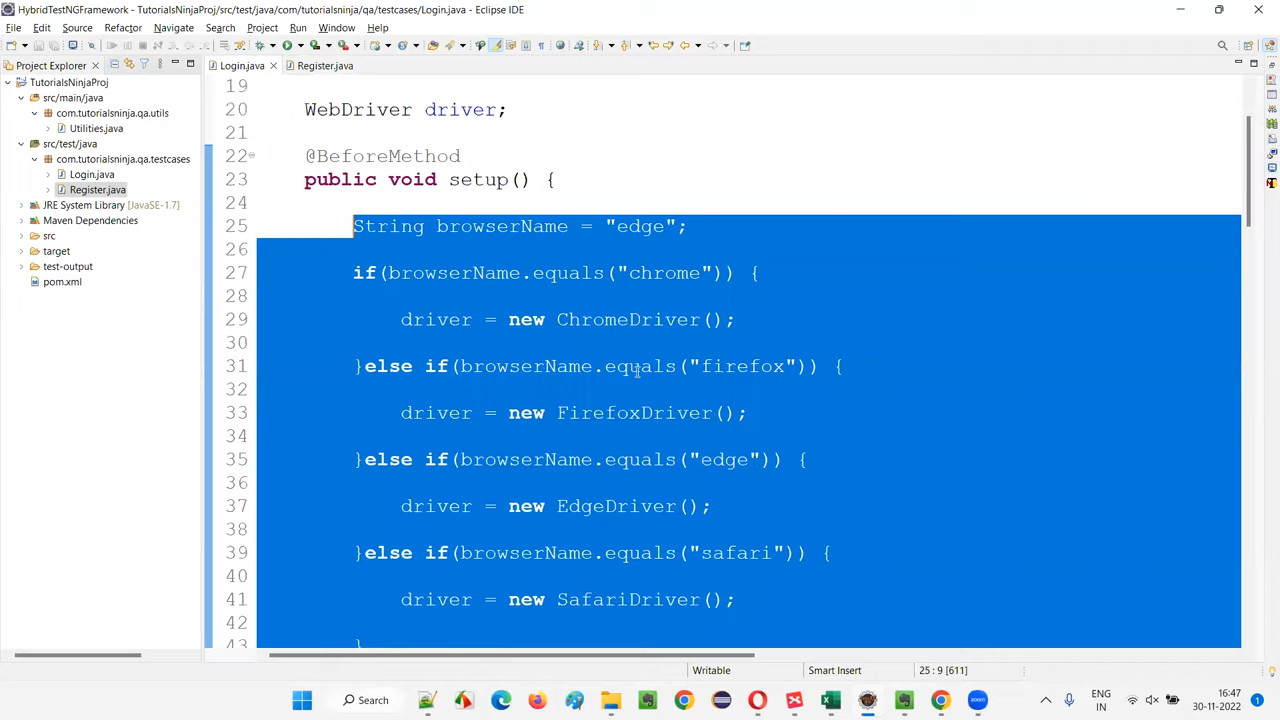 HybridTestNGFramework - TutorialsNinjaProj/src/test/java/com/tutorialsninja/qa/testcases/Login.java - Eclipse IDE
File Edit Source Refactor Navigate Search Project Run Window Help
Project Explorer
Login.java
Register.java
TutorialsNinjaProj
src/main/java
com.tutorialsninja.qa.utils
Utilities.java
src/test/java
com.tutorialsninja.qa.testcases
Login.java
Register.java
JRE System Library [JavaSE-1.7]
Maven Dependencies
src
target
test-output
pom.xml
19
20 WebDriver driver;
21
22 @BeforeMethod
23 public void setup() {
24
25 String browserName = "edge";
26
27 if(browserName.equals("chrome")) {
28
29 driver = new ChromeDriver();
30
31 }else if(browserName.equals("firefox")) {
32
33 driver = new FirefoxDriver();
34
35 }else if(browserName.equals("edge")) {
36
37 driver = new EdgeDriver();
38
39 }else if(browserName.equals("safari")) {
40
41 driver = new SafariDriver();
42
43 }
Writable Smart Insert 25 : 9 [611]
Search
zoom
ENG
IN
16:47
30-11-2022
1